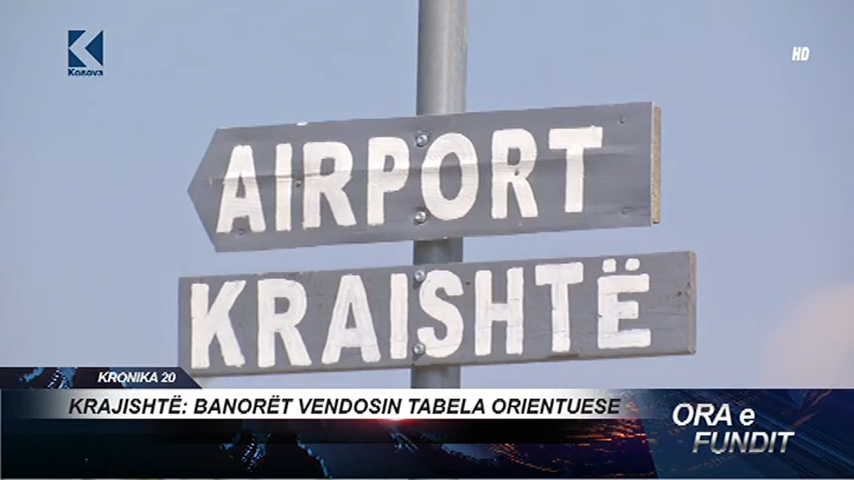 Kosova
HD
AIRPORT
KRAISHTË
KRONIKA 20
KRAJISHTË: BANORËT VENDOSIN TABELA ORIENTUESE
ORA e
FUNDIT